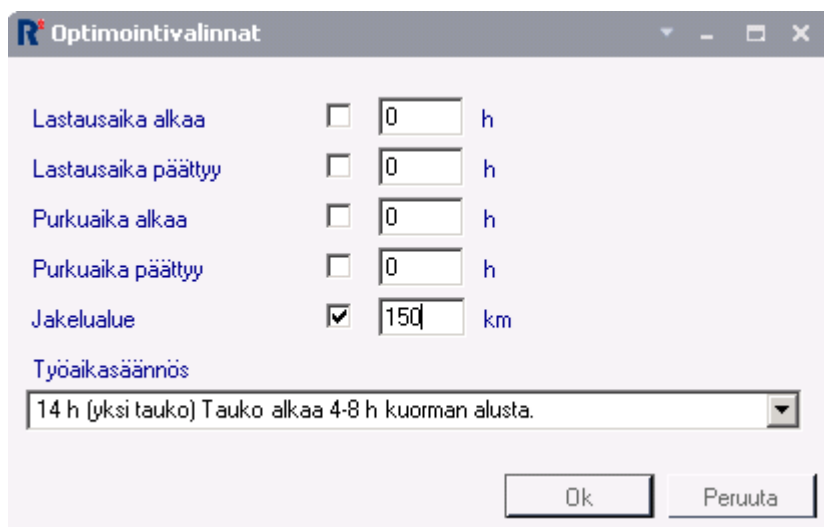 R* Optimointivalinnat
Lastausaika alkaa 0 h
Lastausaika päättyy 0 h
Purkuaika alkaa 0 h
Purkuaika päättyy 0 h
Jakelualue 150 km
Työaikasäännös
14 h (yksi tauko) Tauko alkaa 4-8 h kuorman alusta.
Ok Peruuta